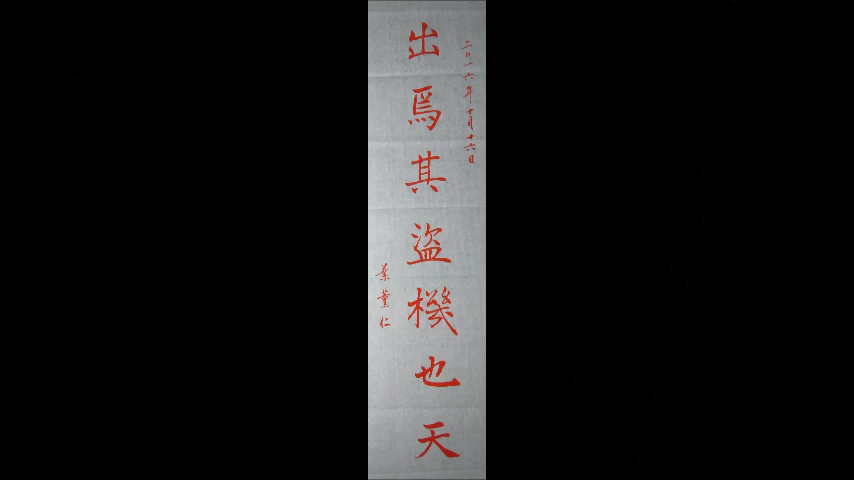 二〇一六年十月十六日
出焉其盜機也天
葉薰仁